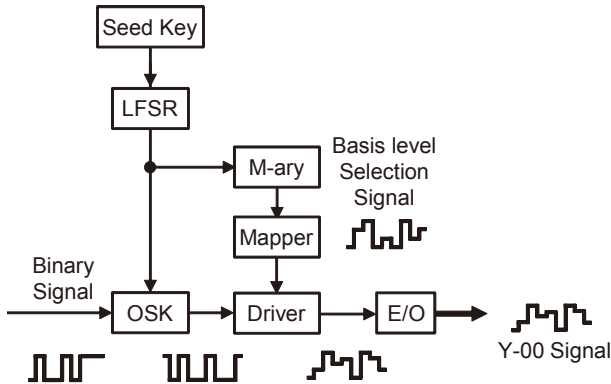 Seed Key
LFSR
M-ary
Basis level
Selection
Signal
Mapper
Binary
Signal
OSK
Driver
E/O
Y-00 Signal